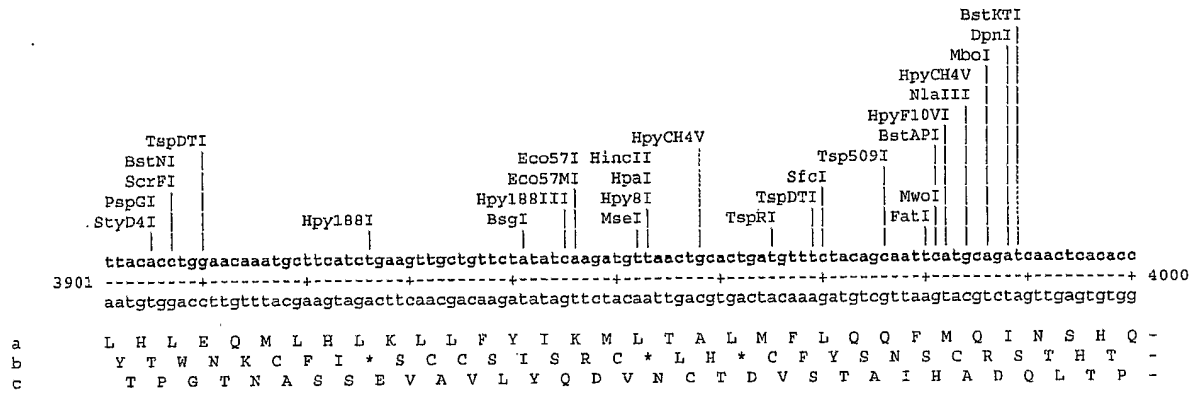 BstKTI
DpnI
MboI
HpyCH4V
NlaIII
HpyF10VI
TspDTI HpyCH4V BstAPI
BstNI Eco57I HincII Tsp509I
ScrFI Eco57MI HpaI SfcI
PspGI Hpy188III Hpy8I TspDTI MwoI
StyD4I Hpy188I BsgI MseI TspRI FatI
ttacacctggaacaaatgcttcatctgaagttgctgttctatatcaagatgttaactgcactgatgtttctacagcaattcatgcagatcaactcacacc
3901 ---------+---------+---------+---------+---------+---------+---------+---------+---------+---------+ 4000
aatgtggaccttgtttacgaagtagacttcaacgacaagatatagttctacaattgacgtgactacaaagatgtcgttaagtacgtctagttgagtgtgg
a L H L E Q M L H L K L L F Y I K M L T A L M F L Q Q F M Q I N S H Q -
b Y T W N K C F I * S C C S I S R C * L H * C F Y S N S C R S T H T -
c T P G T N A S S E V A V L Y Q D V N C T D V S T A I H A D Q L T P -